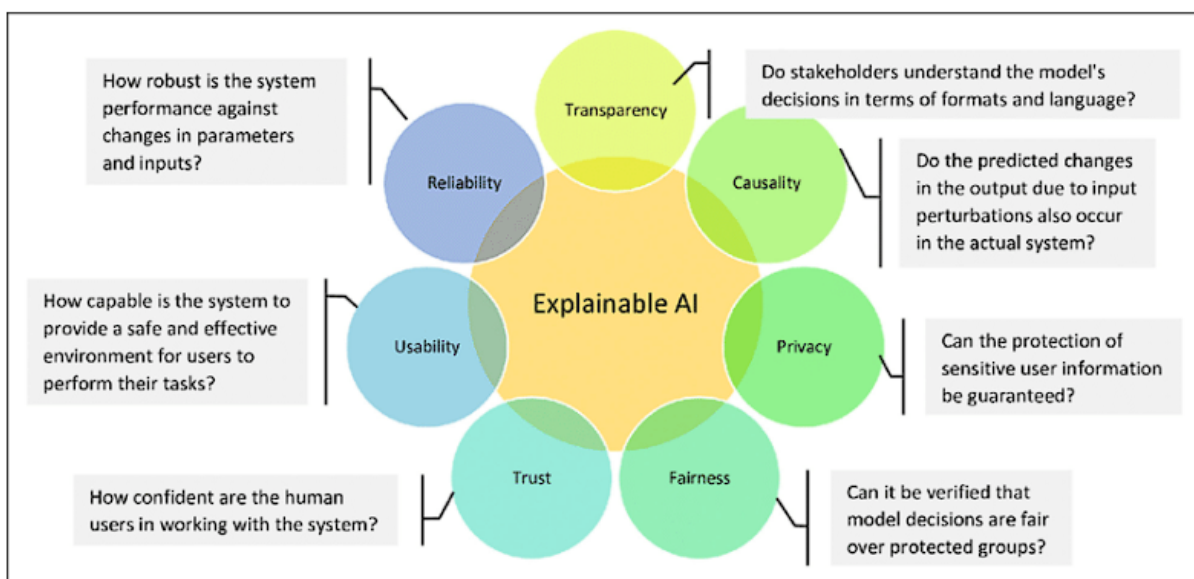 How robust is the system
performance against
changes in parameters
and inputs?
Transparency
Do stakeholders understand the model's
decisions in terms of formats and language?
Reliability
Causality
Do the predicted changes
in the output due to input
perturbations also occur
in the actual system?
How capable is the system to
provide a safe and effective
environment for users to
perform their tasks?
Usability
Explainable AI
Privacy
Can the protection of
sensitive user information
be guaranteed?
How confident are the human
users in working with the system?
Trust
Fairness
Can it be verified that
model decisions are fair
over protected groups?